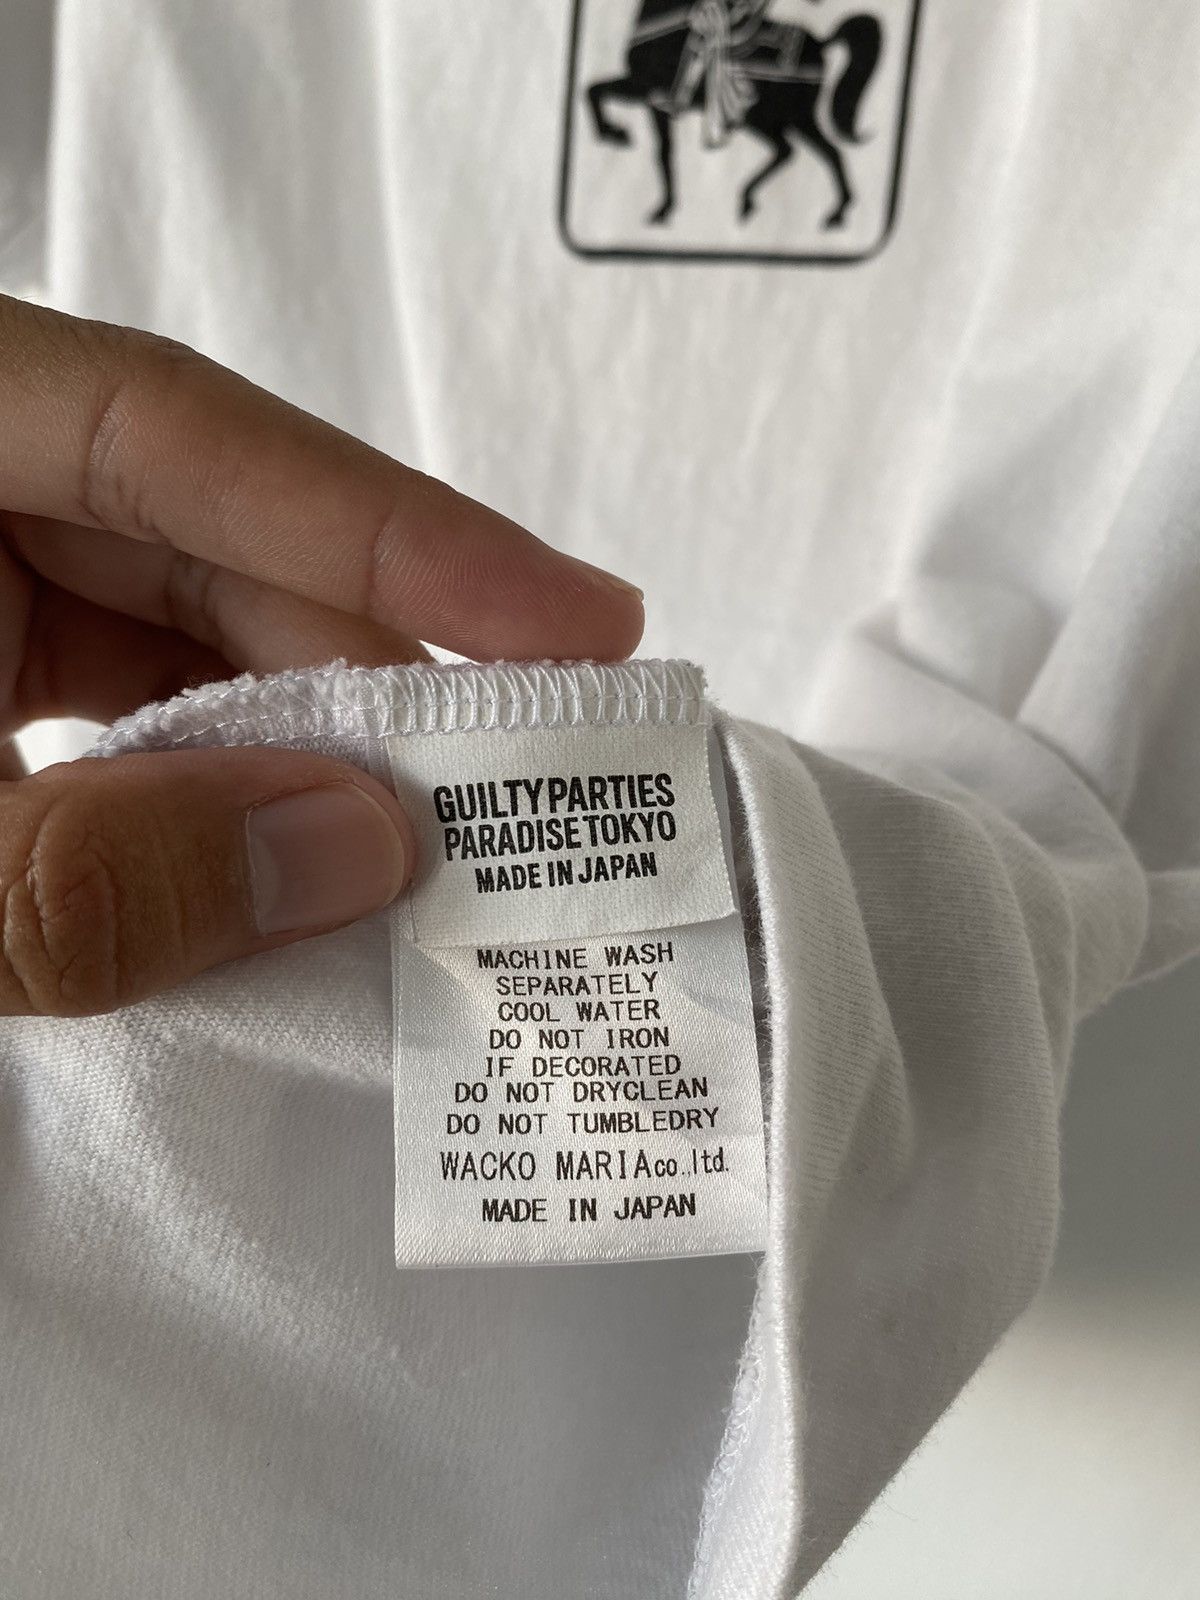 GUILTY PARTIES
PARADISE TOKYO
MADE IN JAPAN
MACHINE WASH
SEPARATELY
COOL WATER
DO NOT IRON
IF DECORATED
DO NOT DRYCLEAN
DO NOT TUMBLEDRY
WACKO MARIA co.,ltd.
MADE IN JAPAN